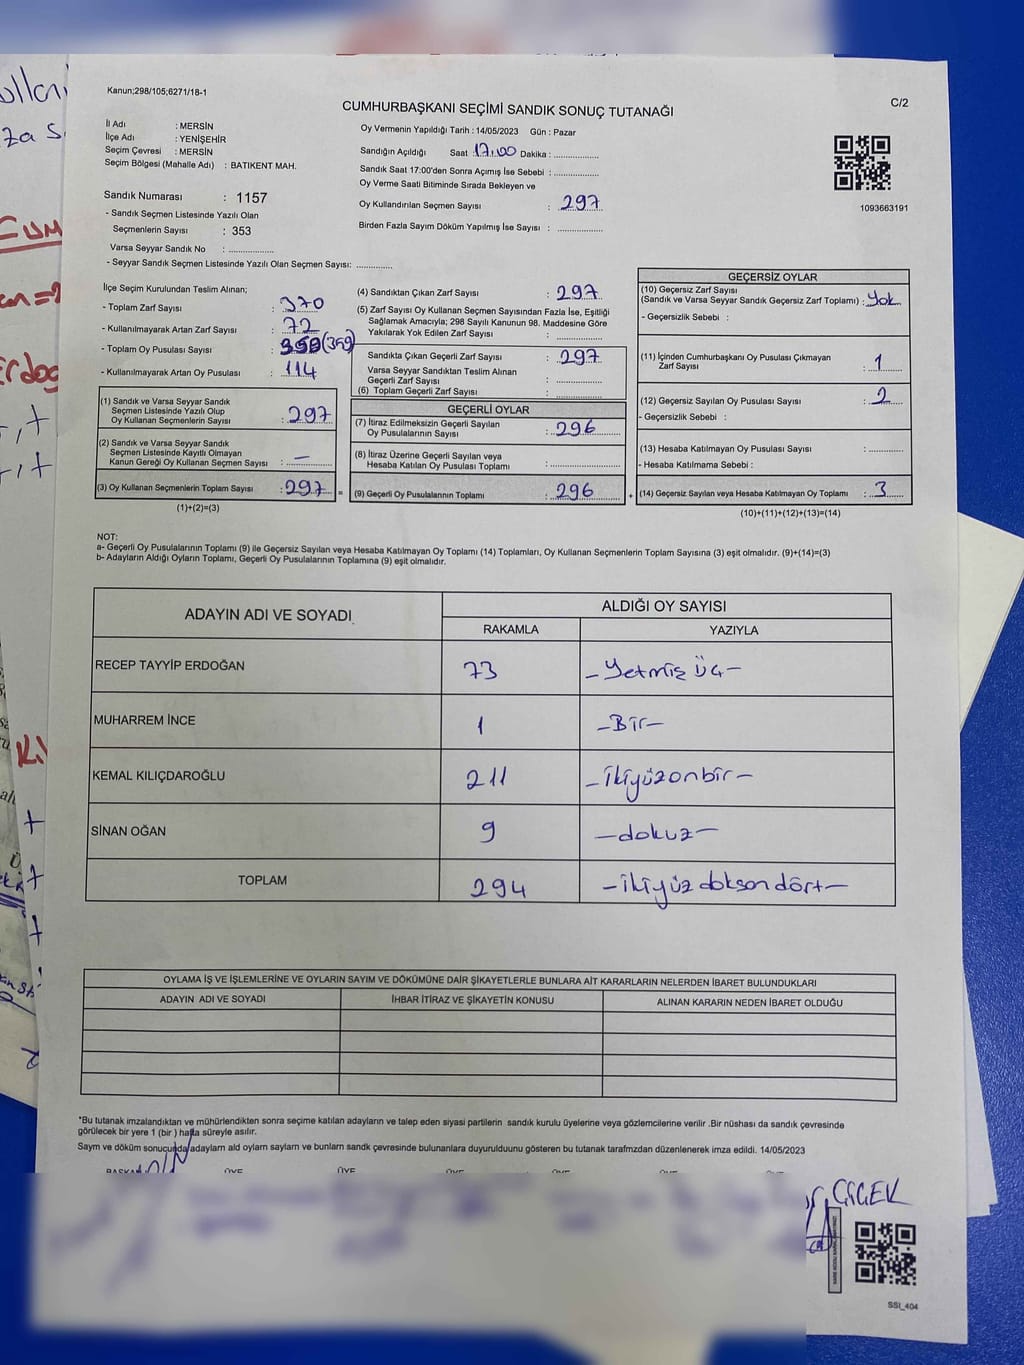 Kanun;298/105;6271/18-1
CUMHURBAŞKANI SEÇİMİ SANDIK SONUÇ TUTANAĞI
C/2
İl Adı : MERSİN
İlçe Adı : YENİŞEHİR
Seçim Çevresi : MERSİN
Seçim Bölgesi (Mahalle Adı) : BATIKENT MAH.
Sandık Numarası : 1157
- Sandık Seçmen Listesinde Yazılı Olan
Seçmenlerin Sayısı : 353
Varsa Seyyar Sandık No : ................
- Seyyar Sandık Seçmen Listesinde Yazılı Olan Seçmen Sayısı: .............
Oy Vermenin Yapıldığı Tarih : 14/05/2023 Gün : Pazar
Sandığın Açıldığı Saat 17.00 Dakika : ................
Sandık Saat 17:00'den Sonra Açımış İse Sebebi : ................
Oy Verme Saati Bitiminde Sırada Bekleyen ve
Oy Kullandırılan Seçmen Sayısı : 297
Birden Fazla Sayım Döküm Yapılmış İse Sayısı : ................
1093663191
İlçe Seçim Kurulundan Teslim Alınan;
- Toplam Zarf Sayısı : 370
- Kullanılmayarak Artan Zarf Sayısı : 72
- Toplam Oy Pusulası Sayısı : (359)
- Kullanılmayarak Artan Oy Pusulası : 114
(1) Sandık ve Varsa Seyyar Sandık
Seçmen Listesinde Yazılı Olup
Oy Kullanan Seçmenlerin Sayısı : 297
(2) Sandık ve Varsa Seyyar Sandık
Seçmen Listesinde Kayıtlı Olmayan
Kanun Gereği Oy Kullanan Seçmen Sayısı : —
(3) Oy Kullanan Seçmenlerin Toplam Sayısı : 297 =
(1)+(2)=(3)
(4) Sandıktan Çıkan Zarf Sayısı : 297
(5) Zarf Sayısı Oy Kullanan Seçmen Sayısından Fazla İse, Eşitliği
Sağlamak Amacıyla; 298 Sayılı Kanunun 98. Maddesine Göre
Yakılarak Yok Edilen Zarf Sayısı : ................
Sandıkta Çıkan Geçerli Zarf Sayısı : 297
Varsa Seyyar Sandıktan Teslim Alınan
Geçerli Zarf Sayısı : ................
(6) Toplam Geçerli Zarf Sayısı : ................
GEÇERLİ OYLAR
(7) İtiraz Edilmeksizin Geçerli Sayılan
Oy Pusulalarının Sayısı : 296
(8) İtiraz Üzerine Geçerli Sayılan veya
Hesaba Katılan Oy Pusulası Toplamı : ................
(9) Geçerli Oy Pusulalarının Toplamı : 296 +
GEÇERSİZ OYLAR
(10) Geçersiz Zarf Sayısı
(Sandık ve Varsa Seyyar Sandık Geçersiz Zarf Toplamı) : Yok
- Geçersizlik Sebebi :
(11) İçinden Cumhurbaşkanı Oy Pusulası Çıkmayan
Zarf Sayısı : 1
(12) Geçersiz Sayılan Oy Pusulası Sayısı : 2
- Geçersizlik Sebebi :
(13) Hesaba Katılmayan Oy Pusulası Sayısı : ............
- Hesaba Katılmama Sebebi :
(14) Geçersiz Sayılan veya Hesaba Katılmayan Oy Toplamı : 3
(10)+(11)+(12)+(13)=(14)
NOT:
a- Geçerli Oy Pusulalarının Toplamı (9) ile Geçersiz Sayılan veya Hesaba Katılmayan Oy Toplamı (14) Toplamları, Oy Kullanan Seçmenlerin Toplam Sayısına (3) eşit olmalıdır. (9)+(14)=(3)
b- Adayların Aldığı Oyların Toplamı, Geçerli Oy Pusulalarının Toplamına (9) eşit olmalıdır.
ADAYIN ADI VE SOYADI ALDIĞI OY SAYISI
RAKAMLA YAZIYLA
RECEP TAYYİP ERDOĞAN 73 –Yetmiş Üç–
MUHARREM İNCE 1 –Bir–
KEMAL KILIÇDAROĞLU 211 –ikiyüzonbir–
SİNAN OĞAN 9 –dokuz–
TOPLAM 294 –ikiyüz doksan dört–
OYLAMA İŞ VE İŞLEMLERİNE VE OYLARIN SAYIM VE DÖKÜMÜNE DAİR ŞİKAYETLERLE BUNLARA AİT KARARLARIN NELERDEN İBARET BULUNDUKLARI
ADAYIN ADI VE SOYADI İHBAR İTİRAZ VE ŞİKAYETİN KONUSU ALINAN KARARIN NEDEN İBARET OLDUĞU
*Bu tutanak imzalandıktan ve mühürlendikten sonra seçime katılan adayların ve talep eden siyasi partilerin sandık kurulu üyelerine veya gözlemcilerine verilir .Bir nüshası da sandık çevresinde
görülecek bir yere 1 (bir ) hafta süreyle asılır.
Sayım ve döküm sonucunda adayların ald oyların sayların ve bunların sandk çevresinde bulunanlara duyurulduunu gösteren bu tutanak tarafmzdan düzenlenerek imza edildi. 14/05/2023
ÜYE ÜYE
ÇİÇEK
SSI_404